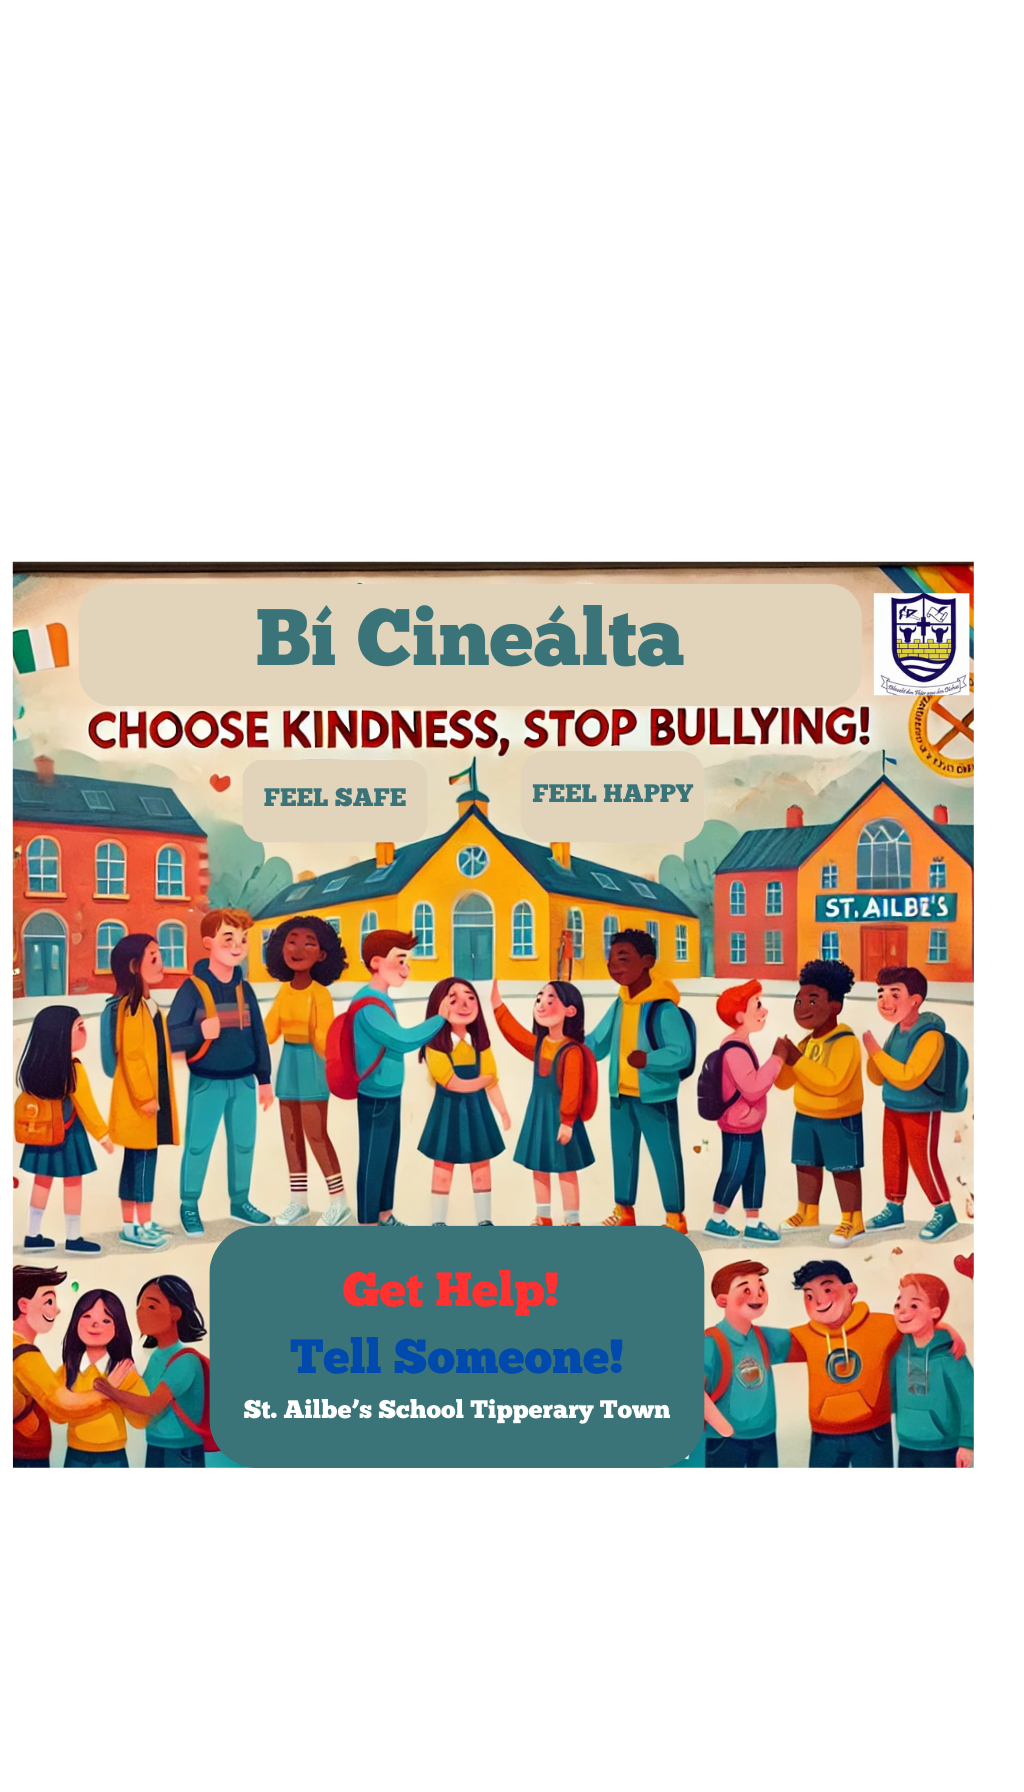 Bí Cineálta
CHOOSE KINDNESS, STOP BULLYING!
FEEL SAFE
FEEL HAPPY
ST. AILBE'S
Get Help!
Tell Someone!
St. Ailbe’s School Tipperary Town